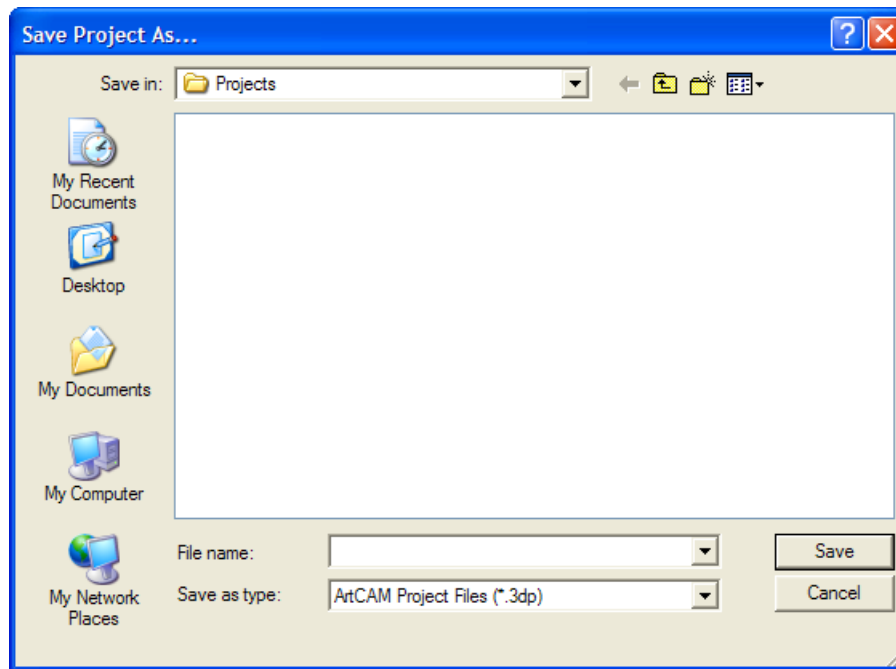 Save Project As...
Save in:
Projects
My Recent
Documents
Desktop
My Documents
My Computer
My Network
Places
File name:
Save
Save as type:
ArtCAM Project Files (*.3dp)
Cancel